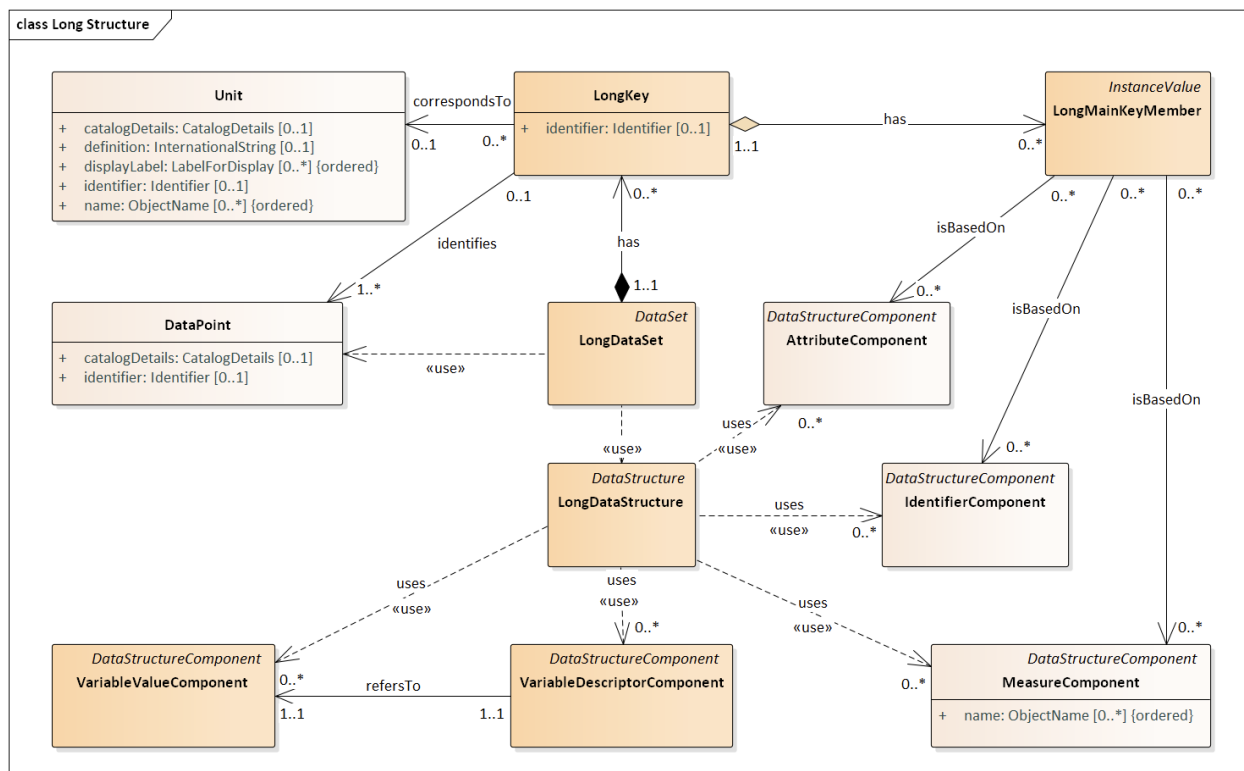 class Long Structure
Unit
+ catalogDetails: CatalogDetails [0..1]
+ definition: InternationalString [0..1]
+ displayLabel: LabelForDisplay [0..*] {ordered}
+ identifier: Identifier [0..1]
+ name: ObjectName [0..*] {ordered}
correspondsTo
0..1
0..*
LongKey
+ identifier: Identifier [0..1]
1..1
has
0..*
InstanceValue
LongMainKeyMember
0..1
identifies
1..*
0..*
has
1..1
0..*
0..*
0..*
isBasedOn
0..*
isBasedOn
0..*
isBasedOn
0..*
DataPoint
+ catalogDetails: CatalogDetails [0..1]
+ identifier: Identifier [0..1]
«use»
DataSet
LongDataSet
DataStructureComponent
AttributeComponent
«use»
uses
«use»
0..*
DataStructure
LongDataStructure
uses
«use»
0..*
DataStructureComponent
IdentifierComponent
uses
«use»
0..*
uses
«use»
0..*
uses
«use»
0..*
DataStructureComponent
VariableValueComponent
1..1
refersTo
1..1
DataStructureComponent
VariableDescriptorComponent
DataStructureComponent
MeasureComponent
+ name: ObjectName [0..*] {ordered}